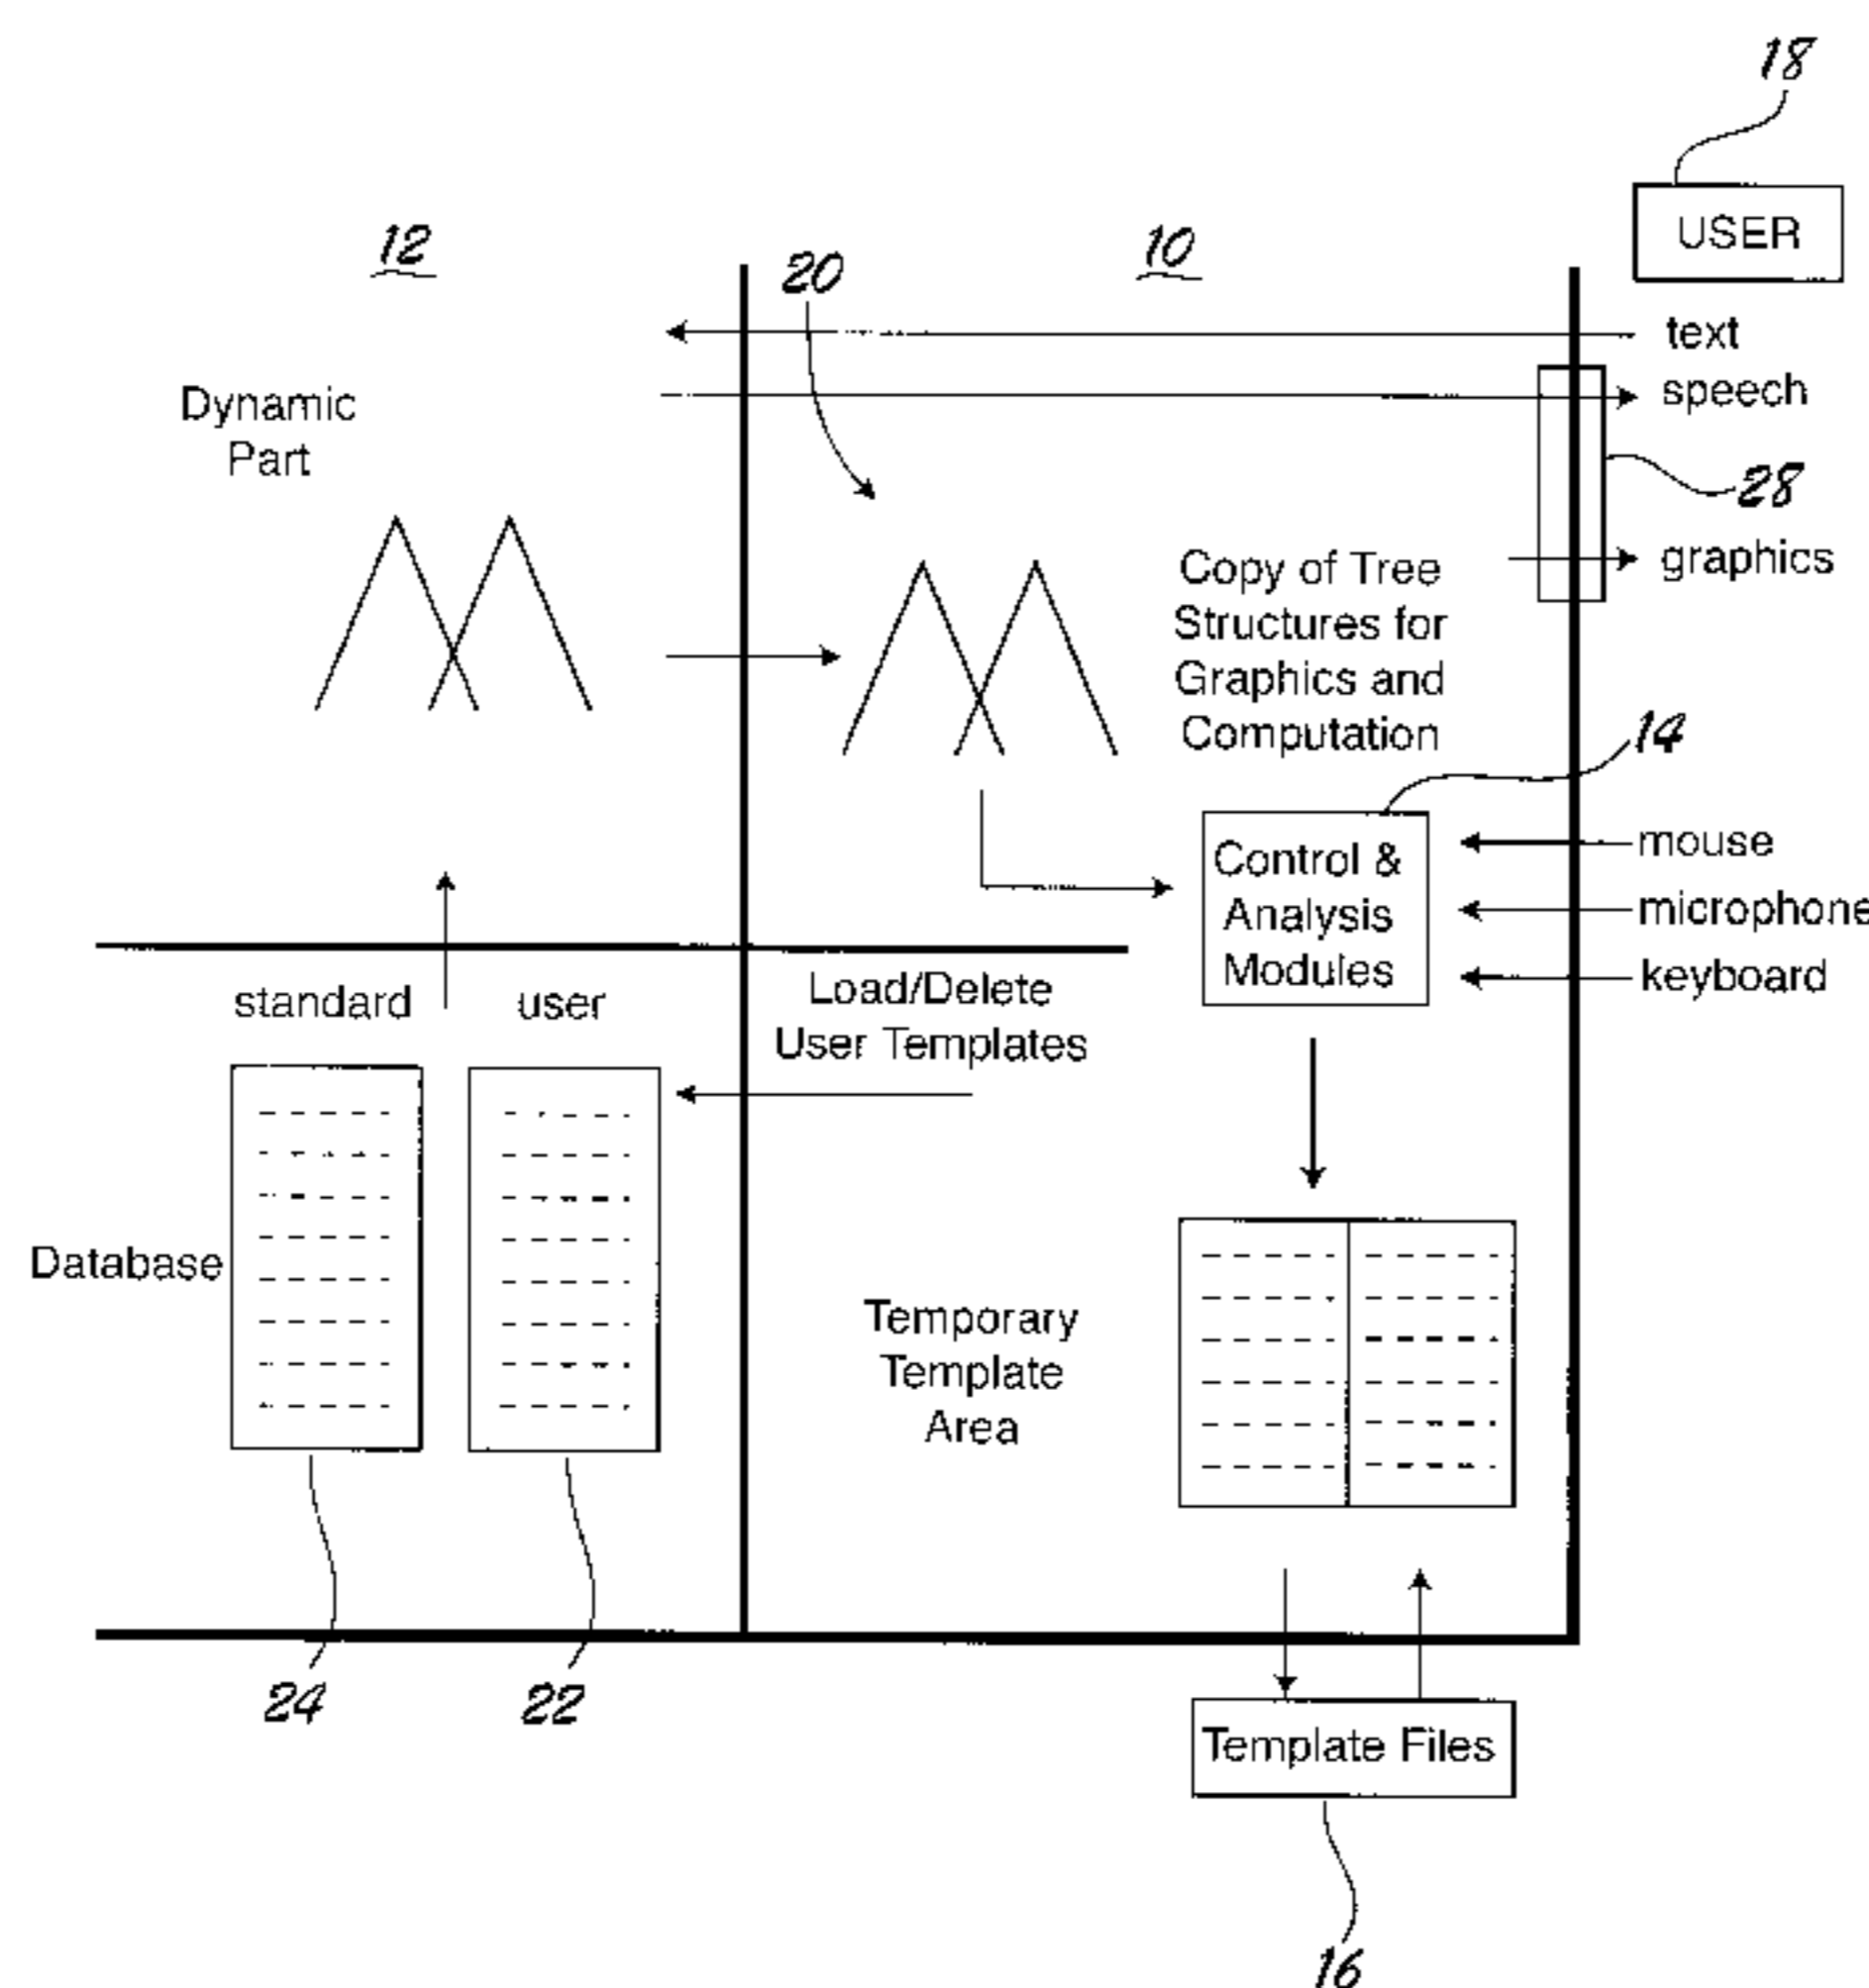 18
USER
12
10
20
text
speech
Dynamic
Part
28
graphics
Copy of Tree
Structures for
Graphics and
Computation
14
Control &
Analysis
Modules
mouse
microphone
keyboard
standard
user
Load/Delete
User Templates
Database
Temporary
Template
Area
24
22
Template Files
16